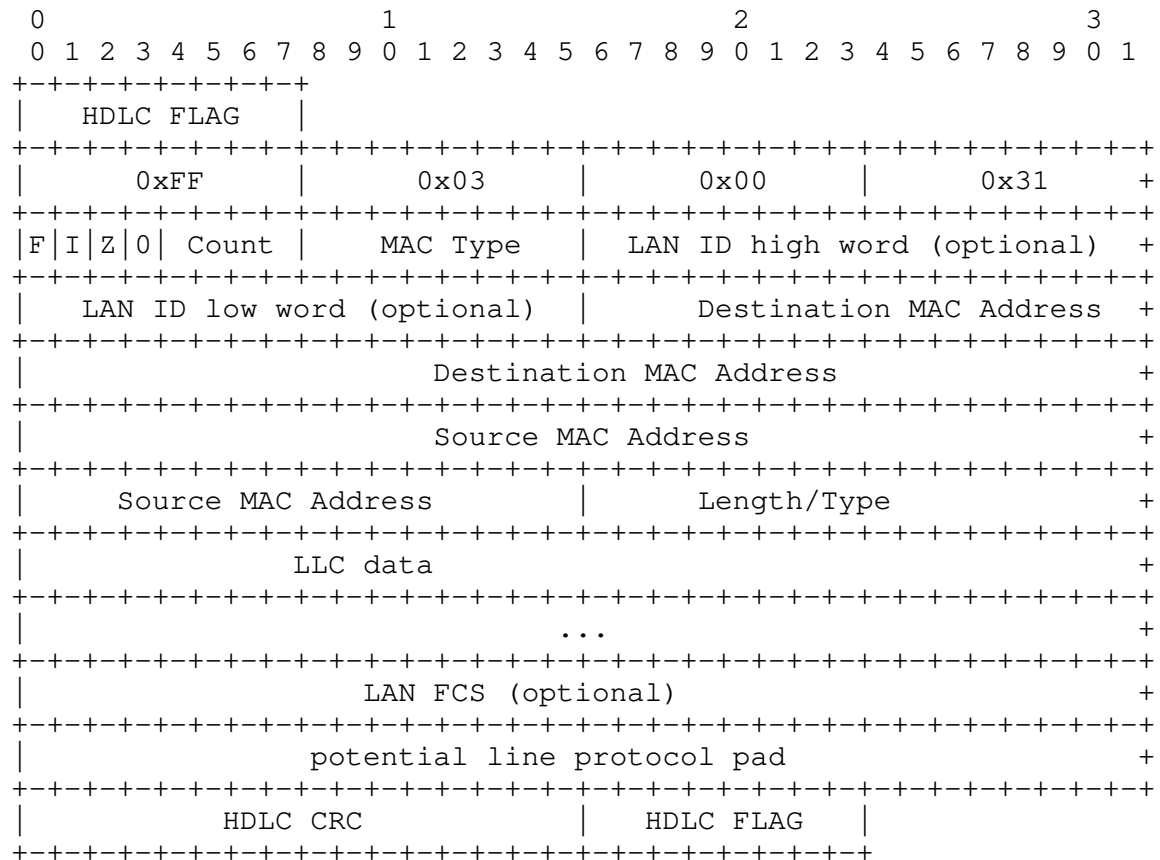 0                   1                   2                   3
 0 1 2 3 4 5 6 7 8 9 0 1 2 3 4 5 6 7 8 9 0 1 2 3 4 5 6 7 8 9 0 1
+-+-+-+-+-+-+-+-+
|   HDLC FLAG   |
+-+-+-+-+-+-+-+-+-+-+-+-+-+-+-+-+-+-+-+-+-+-+-+-+-+-+-+-+-+-+-+-+
|      0xFF     |      0x03     |      0x00     |      0x31     +
+-+-+-+-+-+-+-+-+-+-+-+-+-+-+-+-+-+-+-+-+-+-+-+-+-+-+-+-+-+-+-+-+
|F|I|Z|0| Count |    MAC Type   |  LAN ID high word (optional)  +
+-+-+-+-+-+-+-+-+-+-+-+-+-+-+-+-+-+-+-+-+-+-+-+-+-+-+-+-+-+-+-+-+
|   LAN ID low word (optional)  |      Destination MAC Address  +
+-+-+-+-+-+-+-+-+-+-+-+-+-+-+-+-+-+-+-+-+-+-+-+-+-+-+-+-+-+-+-+-+
|                       Destination MAC Address                 +
+-+-+-+-+-+-+-+-+-+-+-+-+-+-+-+-+-+-+-+-+-+-+-+-+-+-+-+-+-+-+-+-+
|                       Source MAC Address                      +
+-+-+-+-+-+-+-+-+-+-+-+-+-+-+-+-+-+-+-+-+-+-+-+-+-+-+-+-+-+-+-+-+
|     Source MAC Address        |      Length/Type              +
+-+-+-+-+-+-+-+-+-+-+-+-+-+-+-+-+-+-+-+-+-+-+-+-+-+-+-+-+-+-+-+-+
|               LLC data                                        +
+-+-+-+-+-+-+-+-+-+-+-+-+-+-+-+-+-+-+-+-+-+-+-+-+-+-+-+-+-+-+-+-+
|                              ...                              +
+-+-+-+-+-+-+-+-+-+-+-+-+-+-+-+-+-+-+-+-+-+-+-+-+-+-+-+-+-+-+-+-+
|                   LAN FCS (optional)                          +
+-+-+-+-+-+-+-+-+-+-+-+-+-+-+-+-+-+-+-+-+-+-+-+-+-+-+-+-+-+-+-+-+
|                potential line protocol pad                    +
+-+-+-+-+-+-+-+-+-+-+-+-+-+-+-+-+-+-+-+-+-+-+-+-+-+-+-+-+-+-+-+-+
|           HDLC CRC            |   HDLC FLAG   |
+-+-+-+-+-+-+-+-+-+-+-+-+-+-+-+-+-+-+-+-+-+-+-+-+